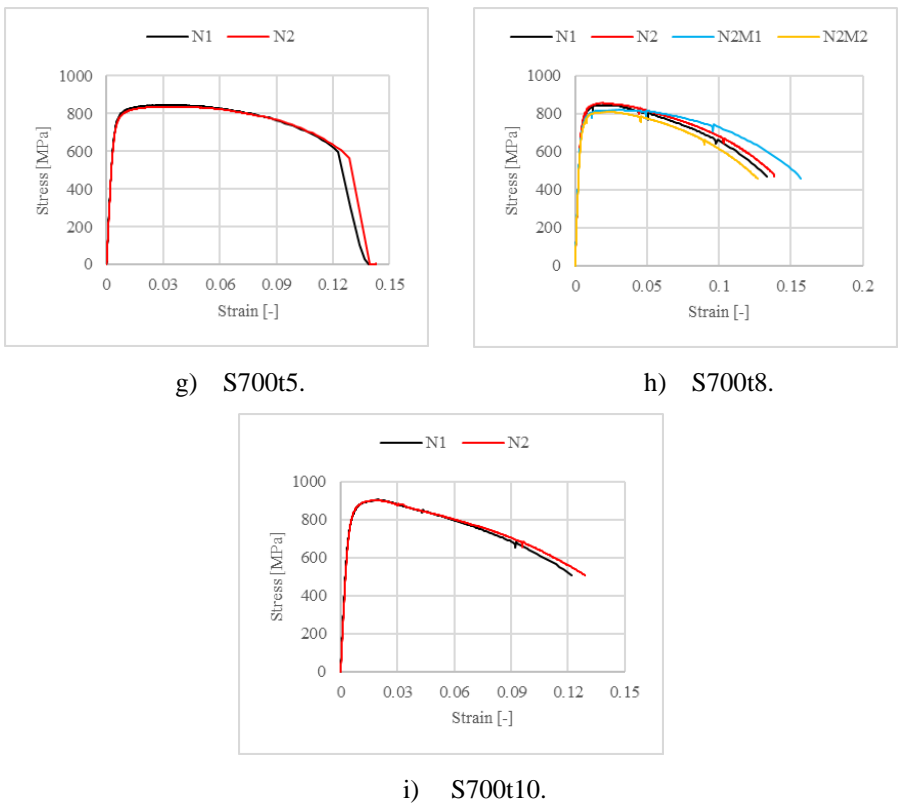 N1 N2
1000
800
600
400
200
0
0 0.03 0.06 0.09 0.12 0.15
Stress [MPa]
Strain [-]
g) S700t5.
N1 N2 N2M1 N2M2
1000
800
600
400
200
0
0 0.05 0.1 0.15 0.2
Stress [MPa]
Strain [-]
h) S700t8.
N1 N2
1000
800
600
400
200
0
0 0.03 0.06 0.09 0.12 0.15
Stress [MPa]
Strain [-]
i) S700t10.